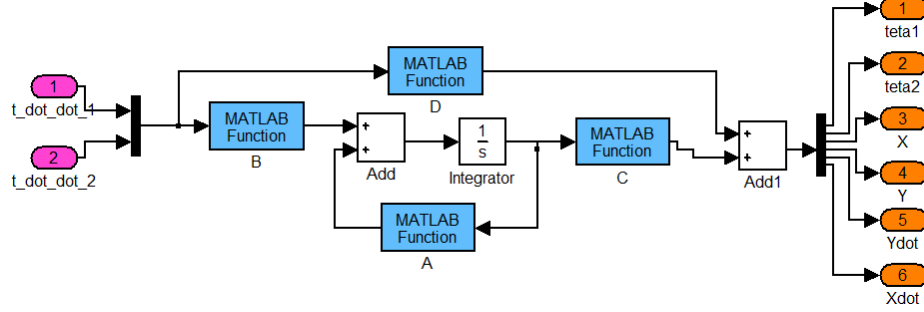 1
t_dot_dot_1
2
t_dot_dot_2
MATLAB
Function
B
MATLAB
Function
D
+
+
Add
1
s
Integrator
MATLAB
Function
A
MATLAB
Function
C
+
+
Add1
1
teta1
2
teta2
3
X
4
Y
5
Ydot
6
Xdot